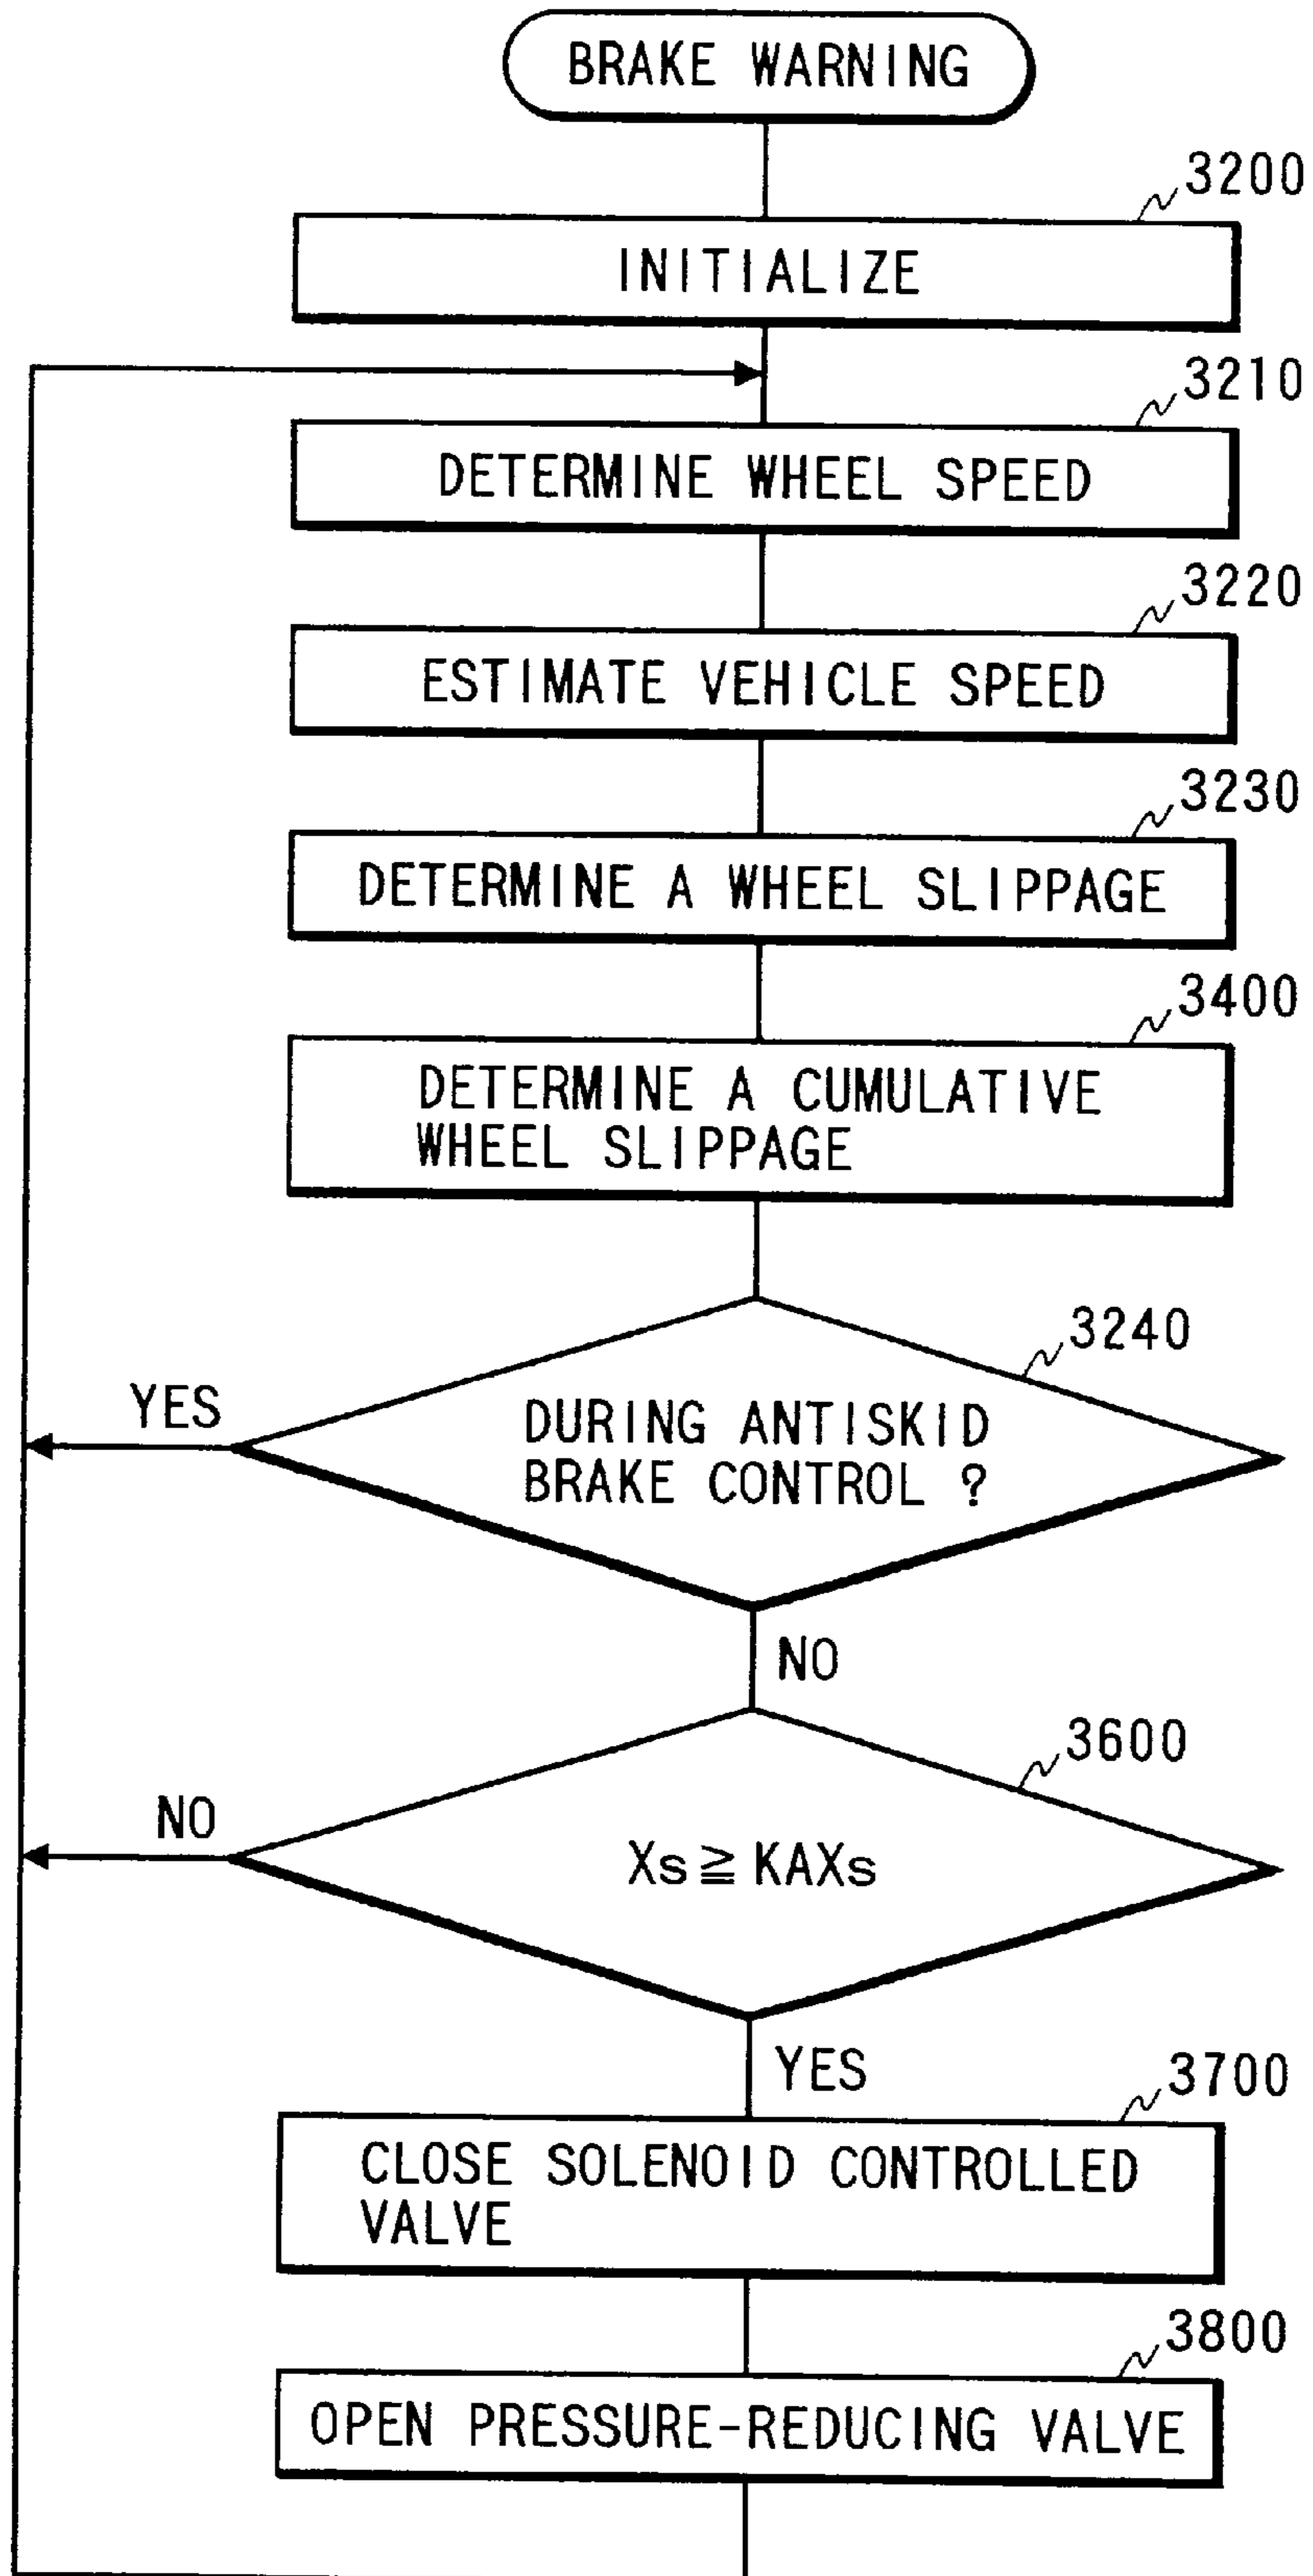 BRAKE WARNING
3200
INITIALIZE
3210
DETERMINE WHEEL SPEED
3220
ESTIMATE VEHICLE SPEED
3230
DETERMINE A WHEEL SLIPPAGE
3400
DETERMINE A CUMULATIVE
WHEEL SLIPPAGE
3240
YES
DURING ANTISKID
BRAKE CONTROL ?
NO
3600
NO
Xs ≧ KAXs
YES
3700
CLOSE SOLENOID CONTROLLED
VALVE
3800
OPEN PRESSURE-REDUCING VALVE